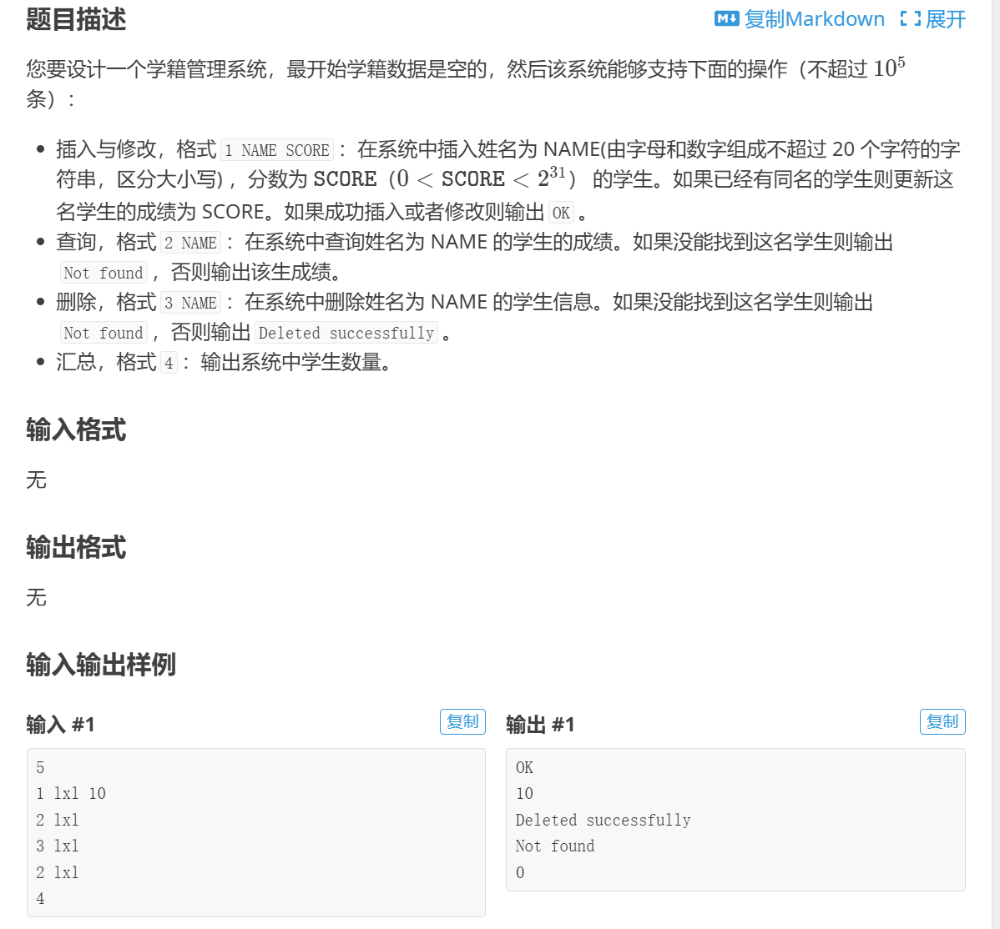 题目描述
复制Markdown 展开
您要设计一个学籍管理系统，最开始学籍数据是空的，然后该系统能够支持下面的操作（不超过 10^5
条）：
插入与修改，格式 1 NAME SCORE ：在系统中插入姓名为 NAME(由字母和数字组成不超过 20 个字符的字
符串，区分大小写) ，分数为 SCORE（0 < SCORE < 2^31） 的学生。如果已经有同名的学生则更新这
名学生的成绩为 SCORE。如果成功插入或者修改则输出 OK 。
查询，格式 2 NAME ：在系统中查询姓名为 NAME 的学生的成绩。如果没能找到这名学生则输出
Not found ，否则输出该生成绩。
删除，格式 3 NAME ：在系统中删除姓名为 NAME 的学生信息。如果没能找到这名学生则输出
Not found ，否则输出 Deleted successfully 。
汇总，格式 4 ：输出系统中学生数量。
输入格式
无
输出格式
无
输入输出样例
输入 #1
复制
5
1 lxl 10
2 lxl
3 lxl
2 lxl
4
输出 #1
复制
OK
10
Deleted successfully
Not found
0